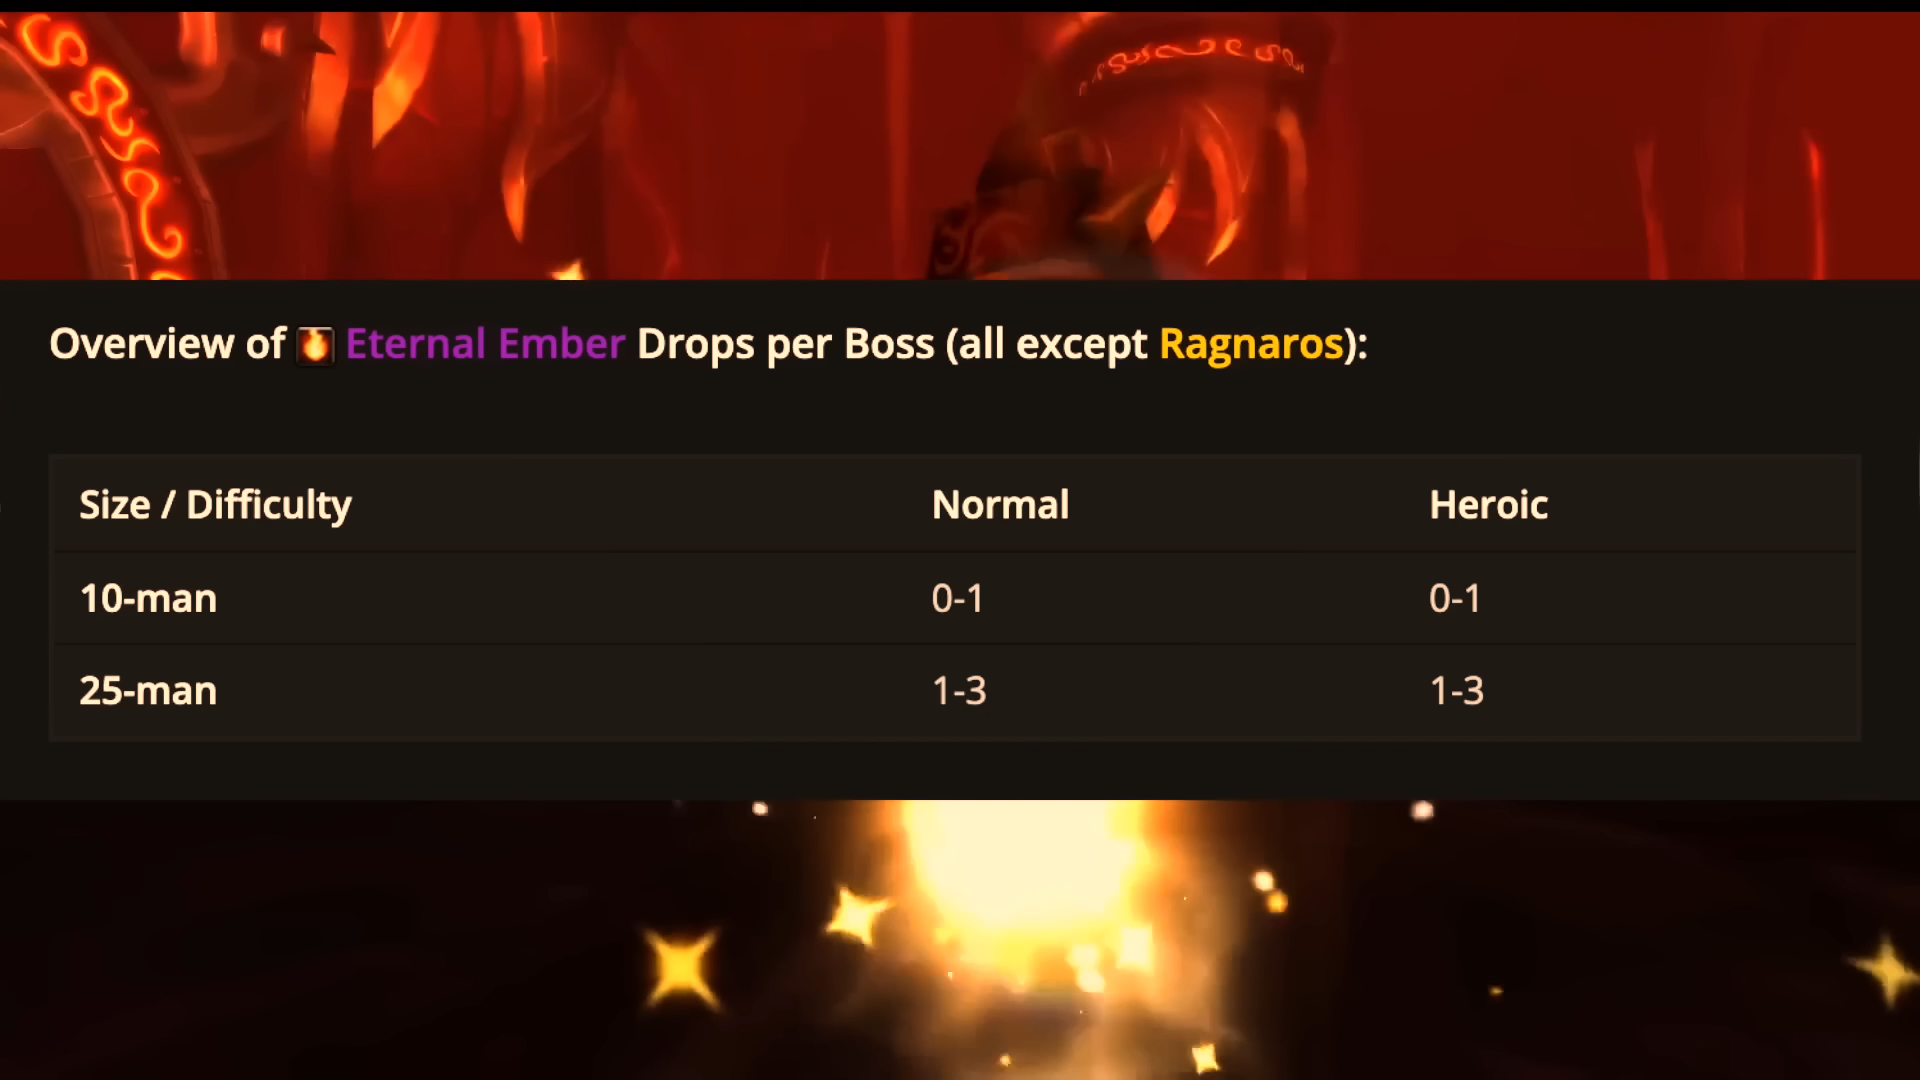 Overview of Eternal Ember Drops per Boss (all except Ragnaros):
Size / Difficulty Normal Heroic
10-man 0-1 0-1
25-man 1-3 1-3